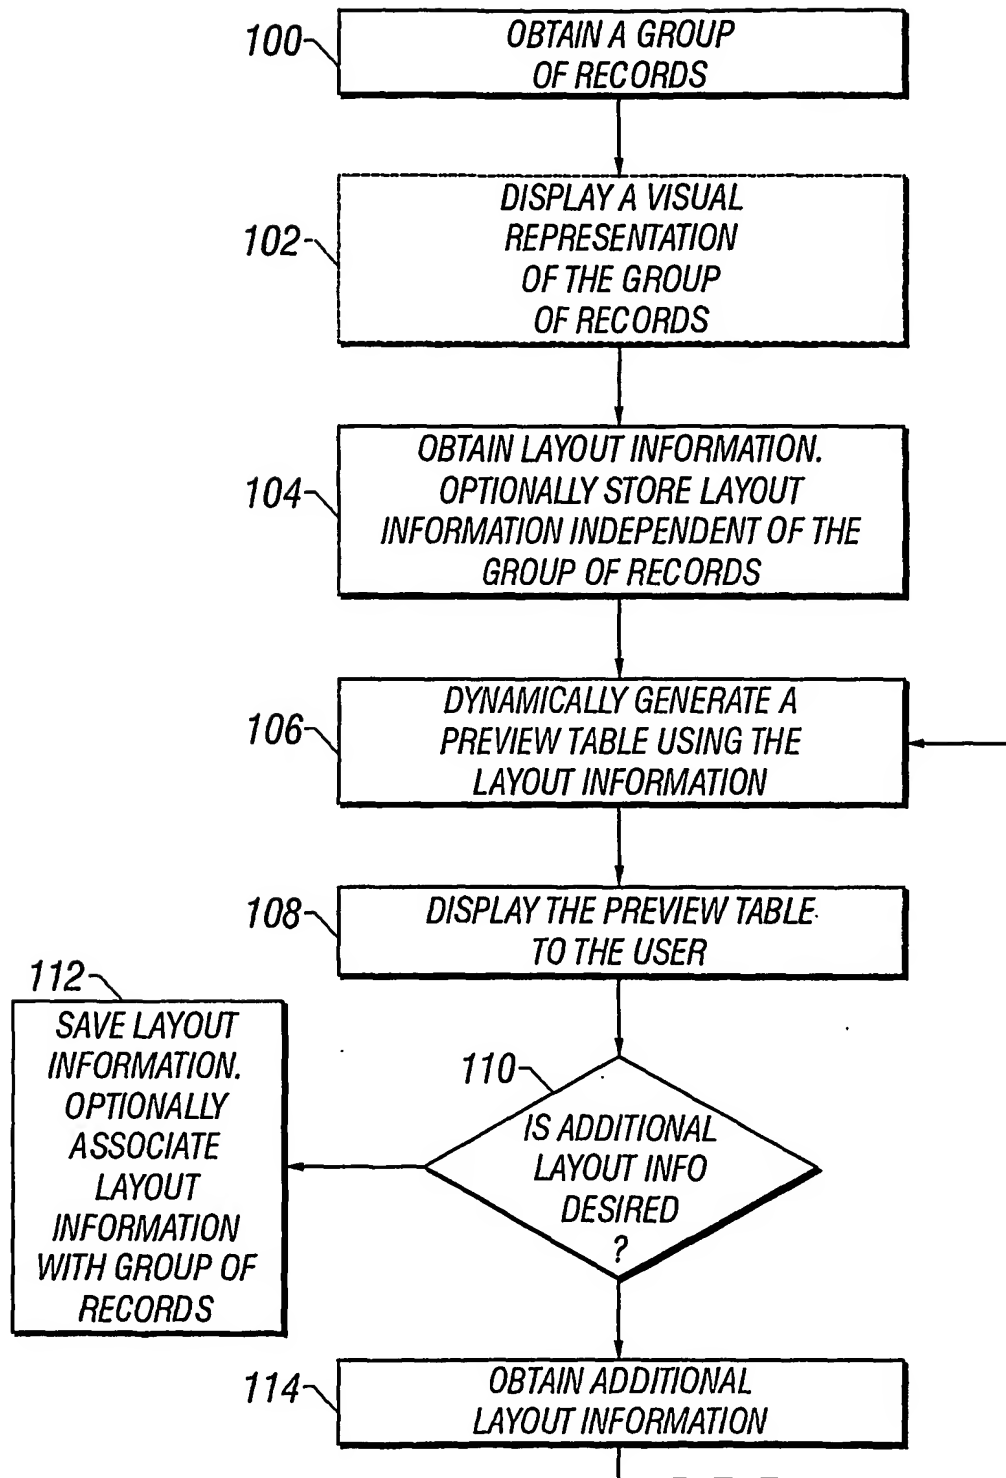 100
OBTAIN A GROUP
OF RECORDS
102
DISPLAY A VISUAL
REPRESENTATION
OF THE GROUP
OF RECORDS
104
OBTAIN LAYOUT INFORMATION.
OPTIONALLY STORE LAYOUT
INFORMATION INDEPENDENT OF THE
GROUP OF RECORDS
106
DYNAMICALLY GENERATE A
PREVIEW TABLE USING THE
LAYOUT INFORMATION
108
DISPLAY THE PREVIEW TABLE
TO THE USER
110
IS ADDITIONAL
LAYOUT INFO
DESIRED
?
112
SAVE LAYOUT
INFORMATION.
OPTIONALLY
ASSOCIATE
LAYOUT
INFORMATION
WITH GROUP OF
RECORDS
114
OBTAIN ADDITIONAL
LAYOUT INFORMATION